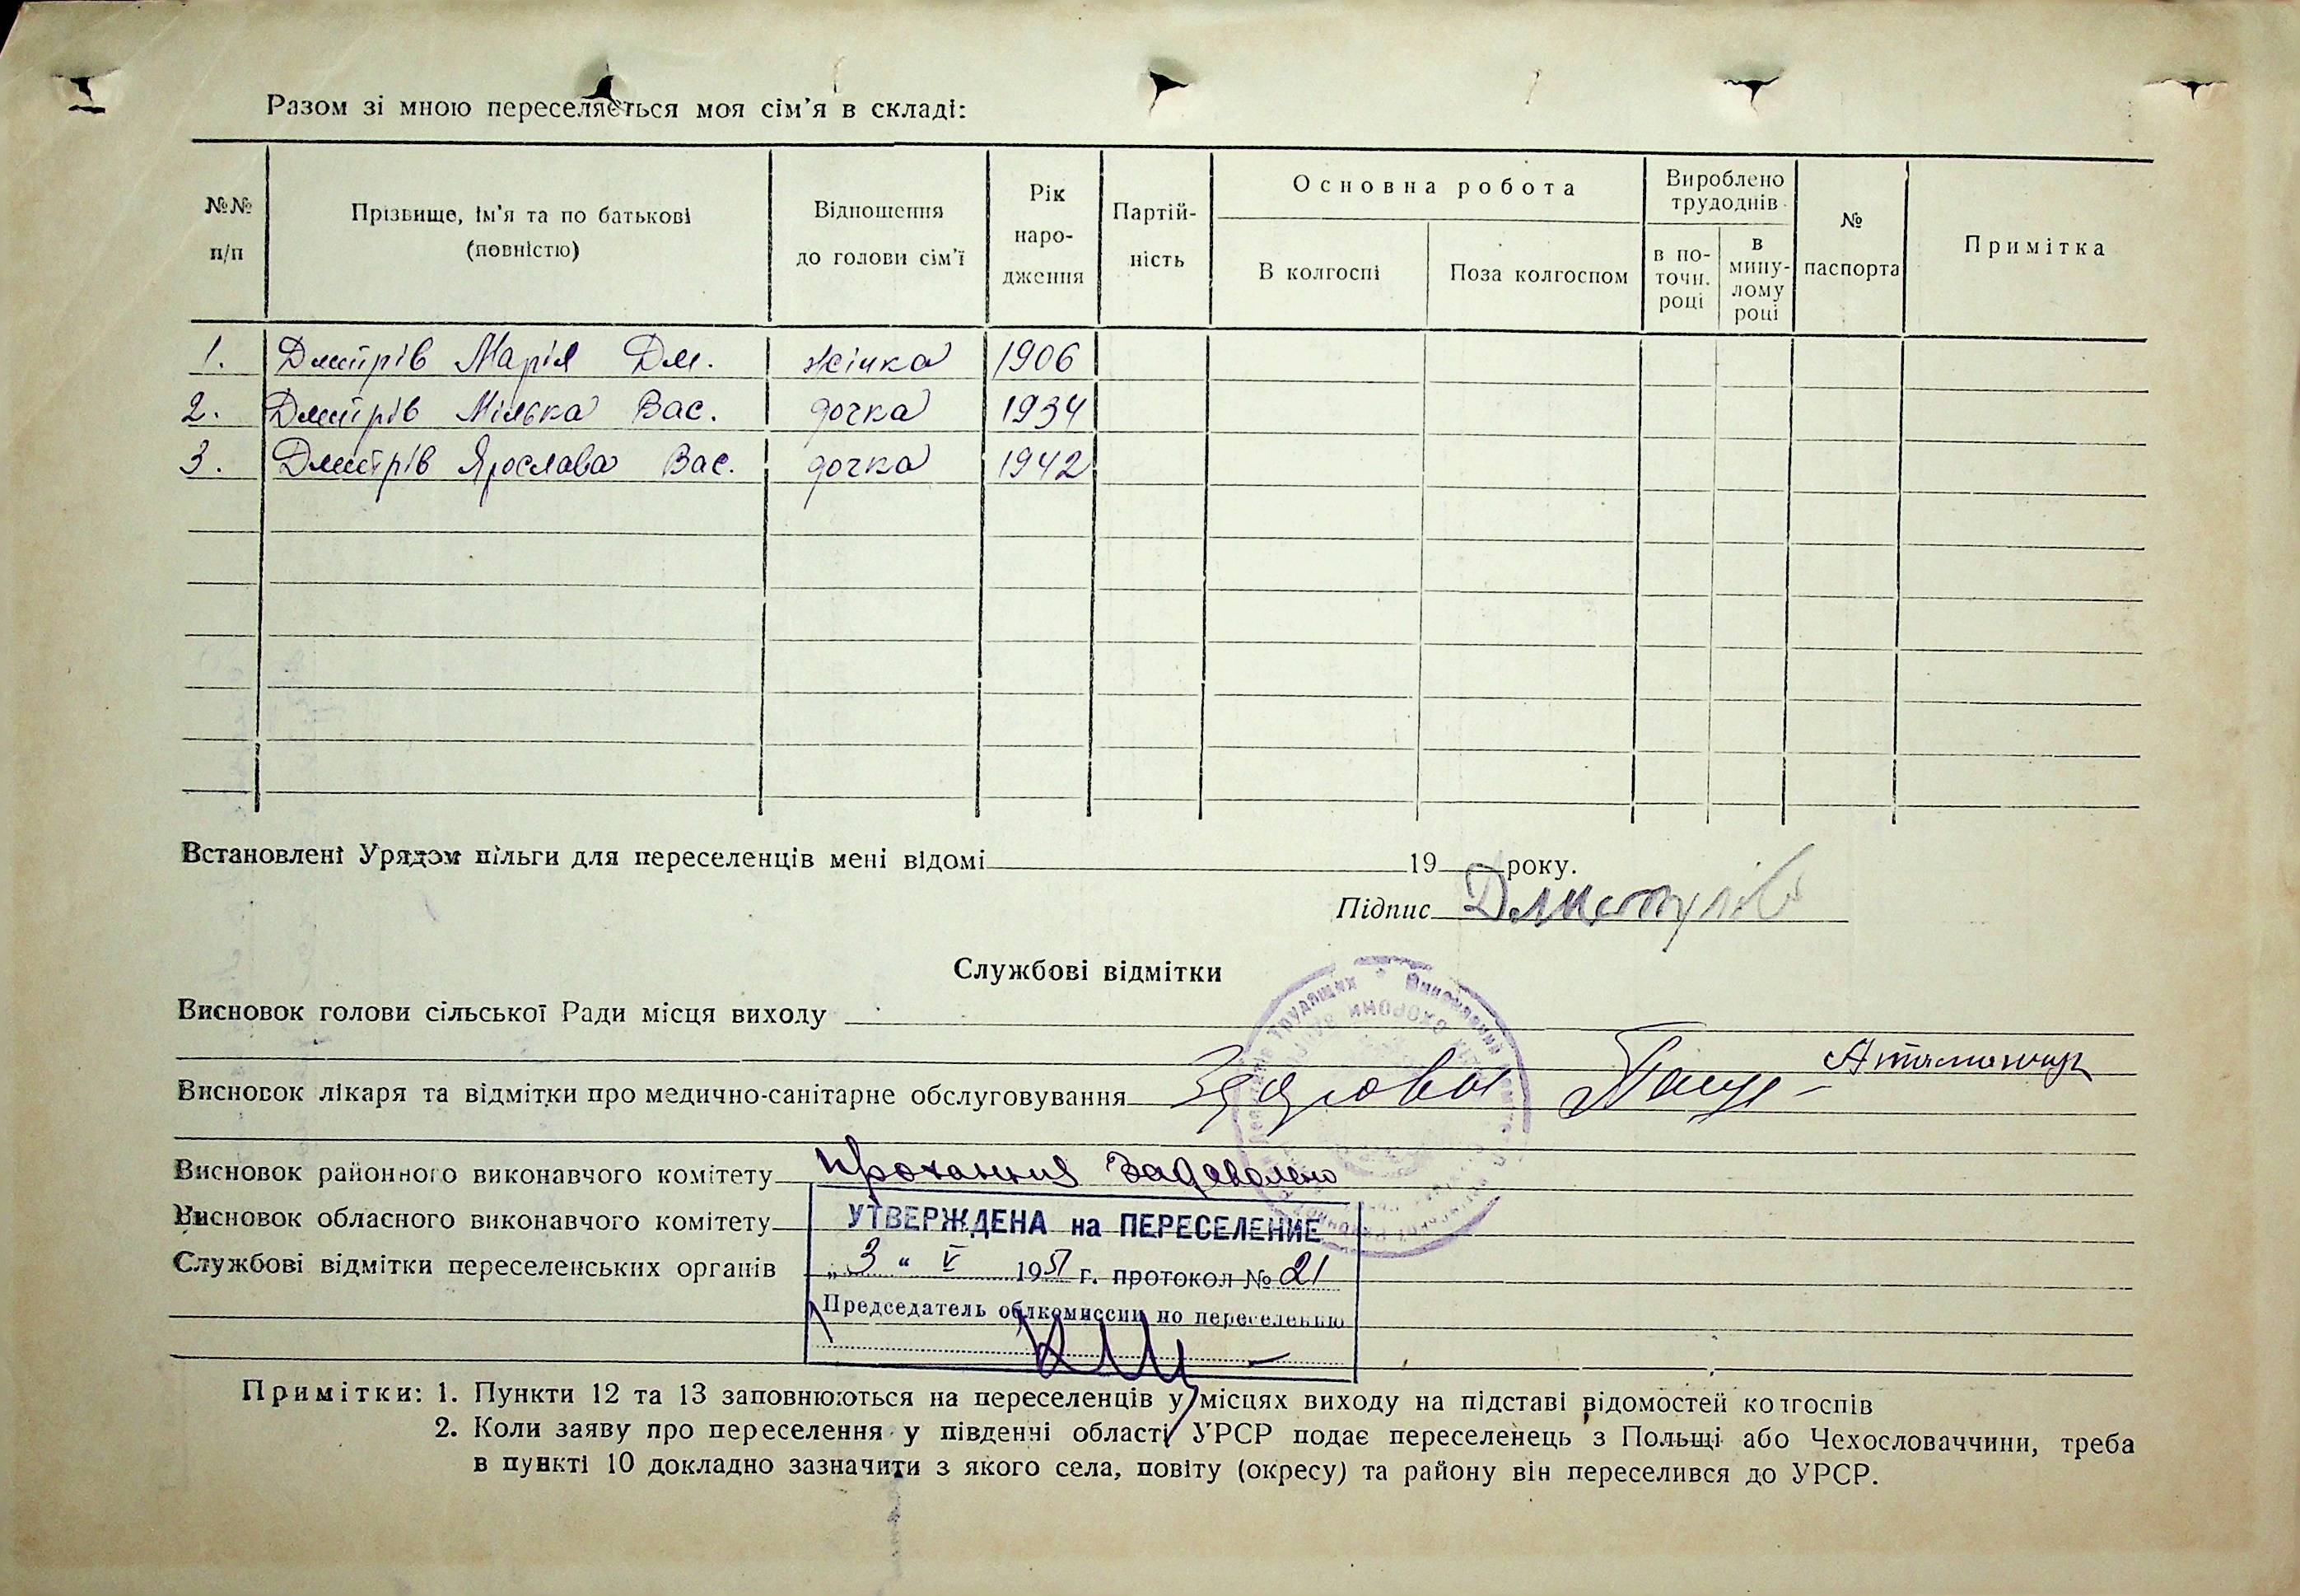 Разом зі мною переселяється моя сім'я в складі:
№№ п/п
Прізвище, ім'я та по батькові (повністю)
Відношення до голови сім'ї
Рік народження
Партійність
Основна робота
В колгоспі
Поза колгоспом
Вироблено трудоднів
в поточн. році
в минулому році
№ паспорта
Примітка
1. Дмитрів Марія Дм. жінка 1906
2. Дмитрів Мілька Вас. дочка 1934
3. Дмитрів Ярослава Вас. дочка 1942
Встановлені Урядом пільги для переселенців мені відомі 19 року.
Підпис Дмитрів
Службові відмітки
Висновок голови сільської Ради місця виходу
Висновок лікаря та відмітки про медично-санітарне обслуговування Здорові
Висновок районного виконавчого комітету Прохання задоволено
Висновок обласного виконавчого комітету
УТВЕРЖДЕНА на ПЕРЕСЕЛЕНИЕ
Службові відмітки переселенських органів
„3“ V 1951 г. протокол № 21
Председатель облкомиссии по переселению
Примітки: 1. Пункти 12 та 13 заповнюються на переселенців у місцях виходу на підставі відомостей колгоспів
2. Коли заяву про переселення у південні області УРСР подає переселенець з Польщі або Чехословаччини, треба
в пункті 10 докладно зазначити з якого села, повіту (округу) та району він переселився до УРСР.